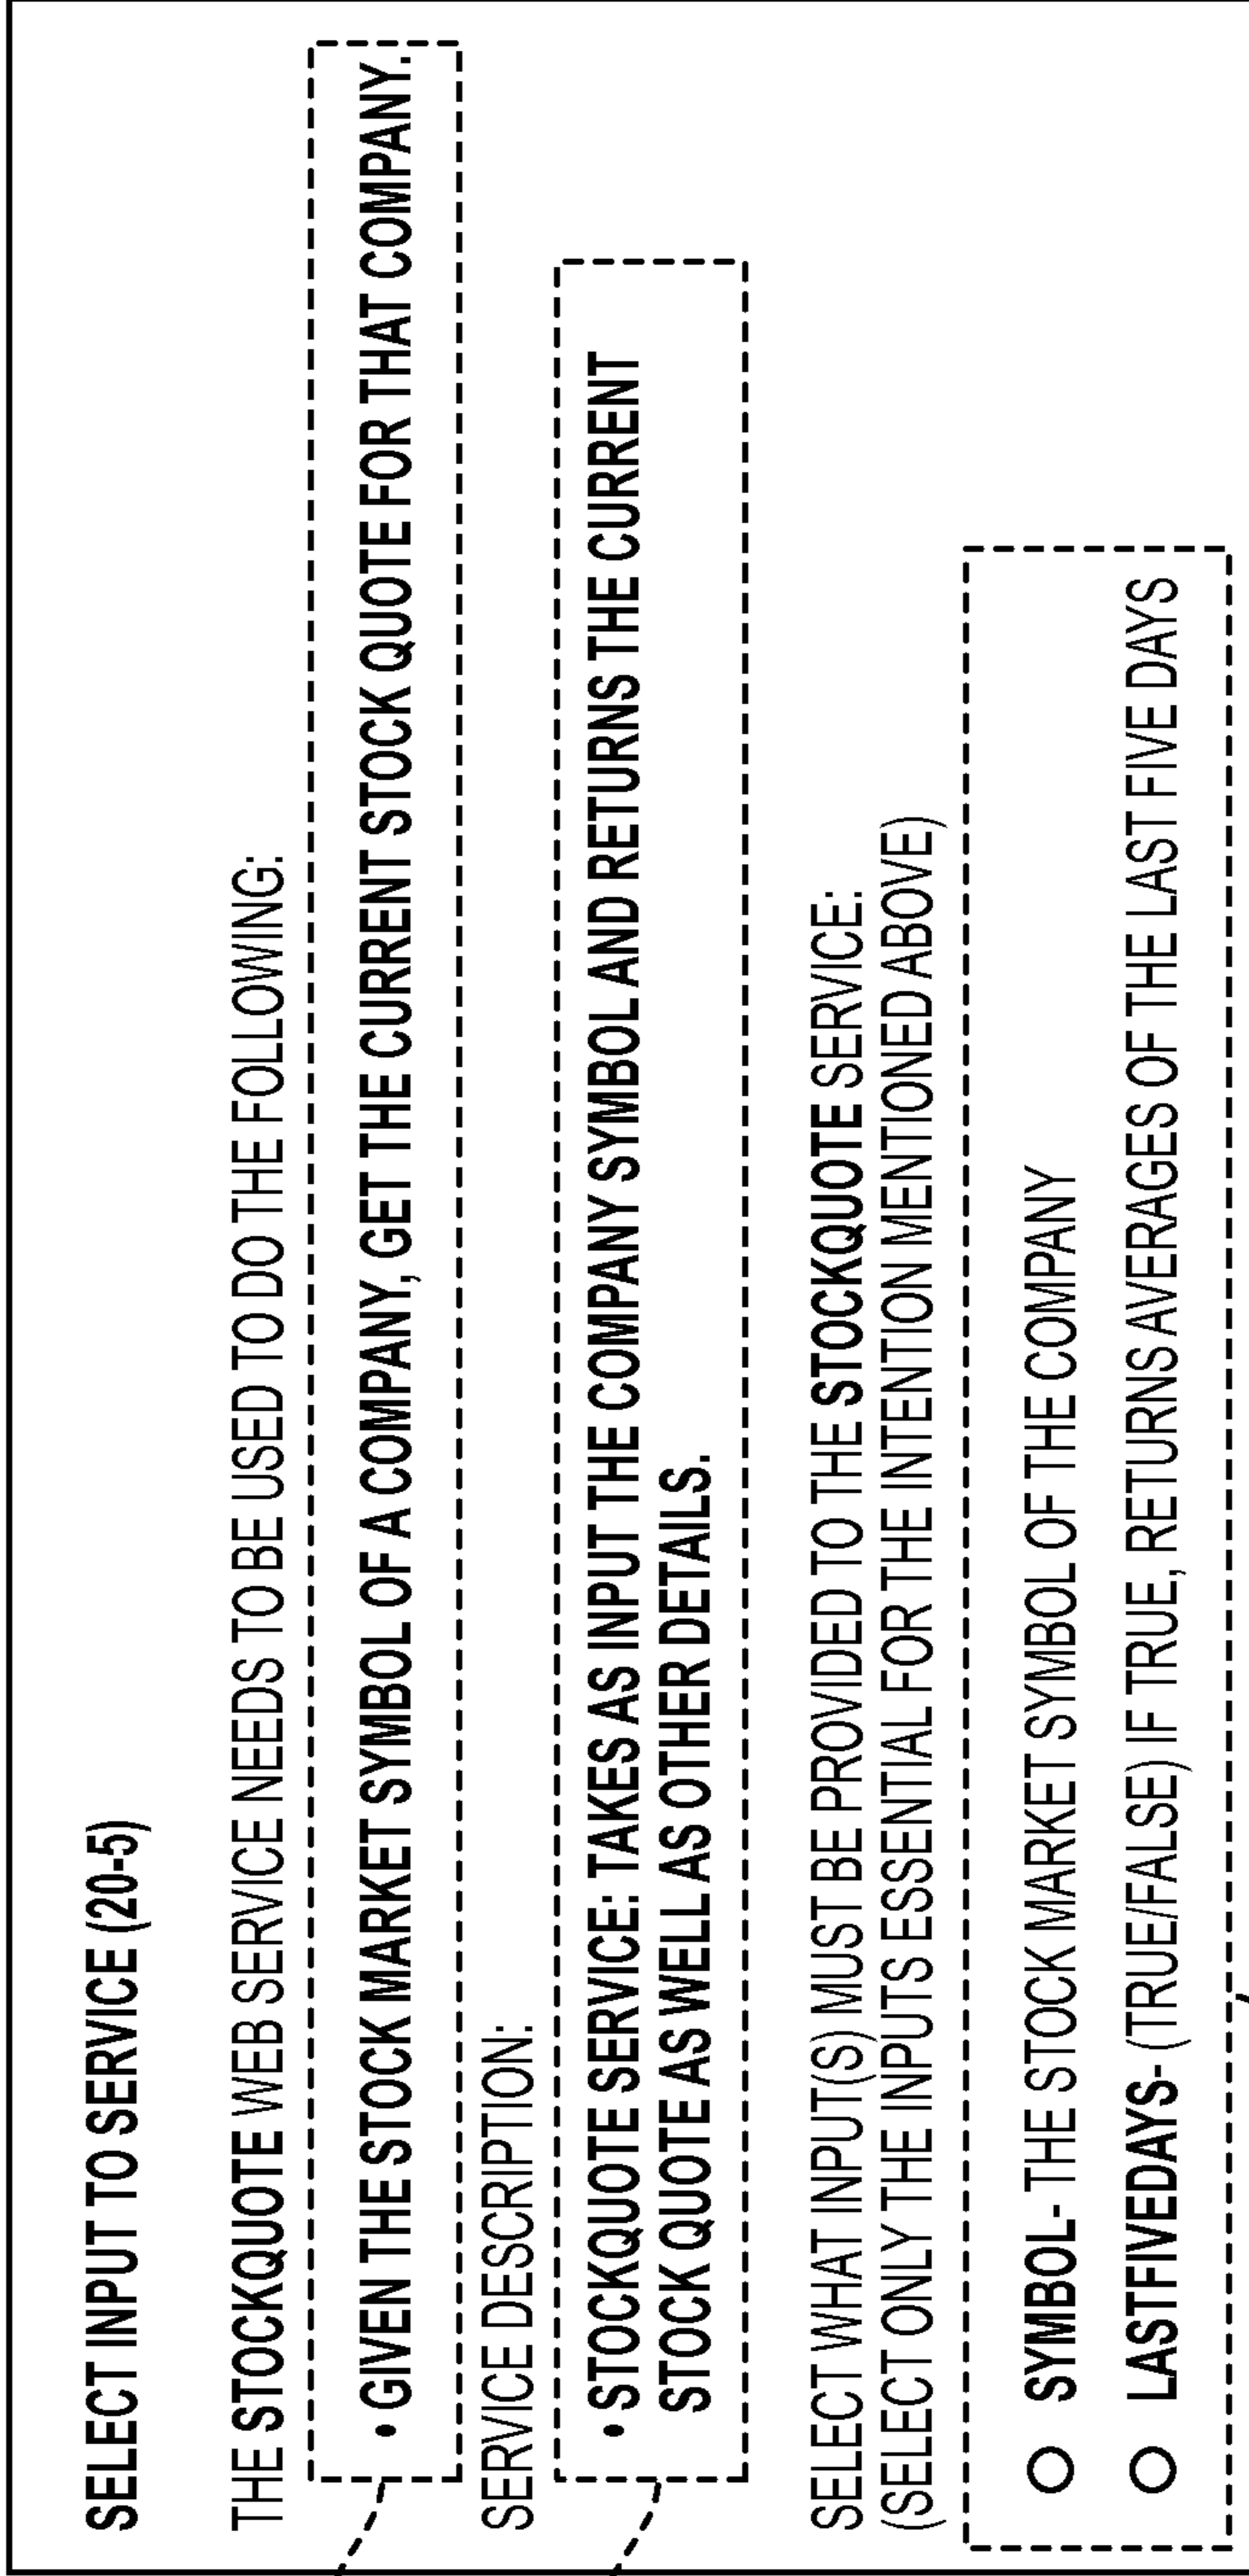 SELECT INPUT TO SERVICE (20-5)
THE STOCKQUOTE WEB SERVICE NEEDS TO BE USED TO DO THE FOLLOWING:
• GIVEN THE STOCK MARKET SYMBOL OF A COMPANY, GET THE CURRENT STOCK QUOTE FOR THAT COMPANY.
SERVICE DESCRIPTION:
• STOCKQUOTE SERVICE: TAKES AS INPUT THE COMPANY SYMBOL AND RETURNS THE CURRENT
STOCK QUOTE AS WELL AS OTHER DETAILS.
SELECT WHAT INPUT(S) MUST BE PROVIDED TO THE STOCKQUOTE SERVICE:
(SELECT ONLY THE INPUTS ESSENTIAL FOR THE INTENTION MENTIONED ABOVE)
SYMBOL- THE STOCK MARKET SYMBOL OF THE COMPANY
LASTFIVEDAYS- (TRUE/FALSE) IF TRUE, RETURNS AVERAGES OF THE LAST FIVE DAYS